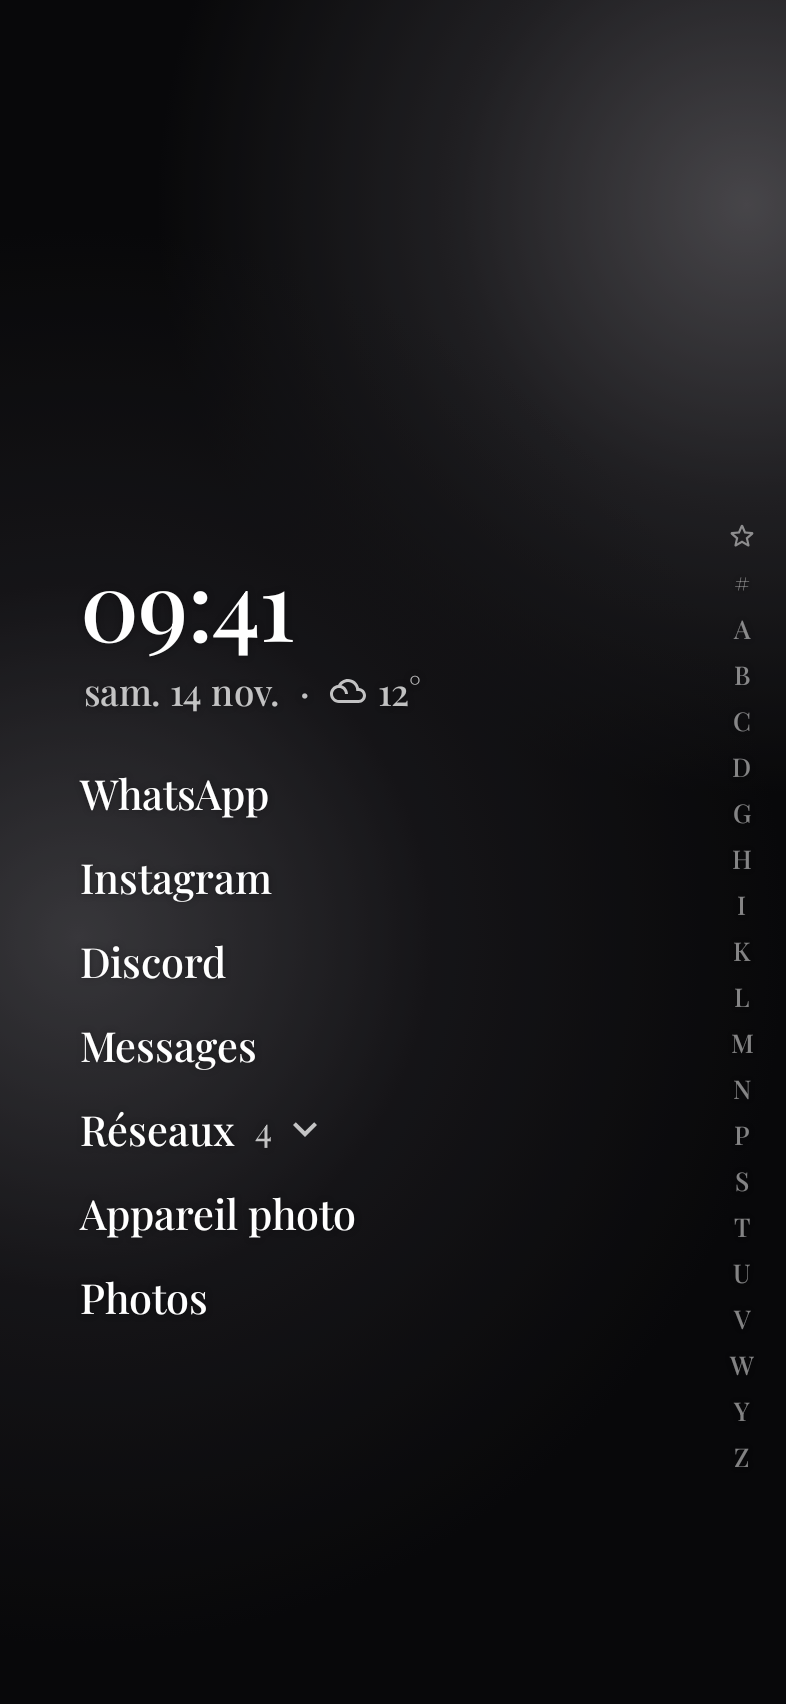 09:41
sam. 14 nov. · 12°
WhatsApp
Instagram
Discord
Messages
Réseaux 4
Appareil photo
Photos
#
A
B
C
D
G
H
I
K
L
M
N
P
S
T
U
V
W
Y
Z